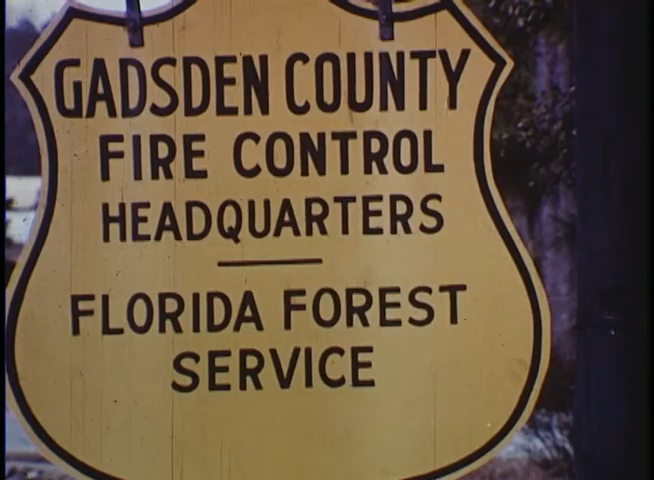 GADSDEN COUNTY
FIRE CONTROL
HEADQUARTERS
FLORIDA FOREST
SERVICE